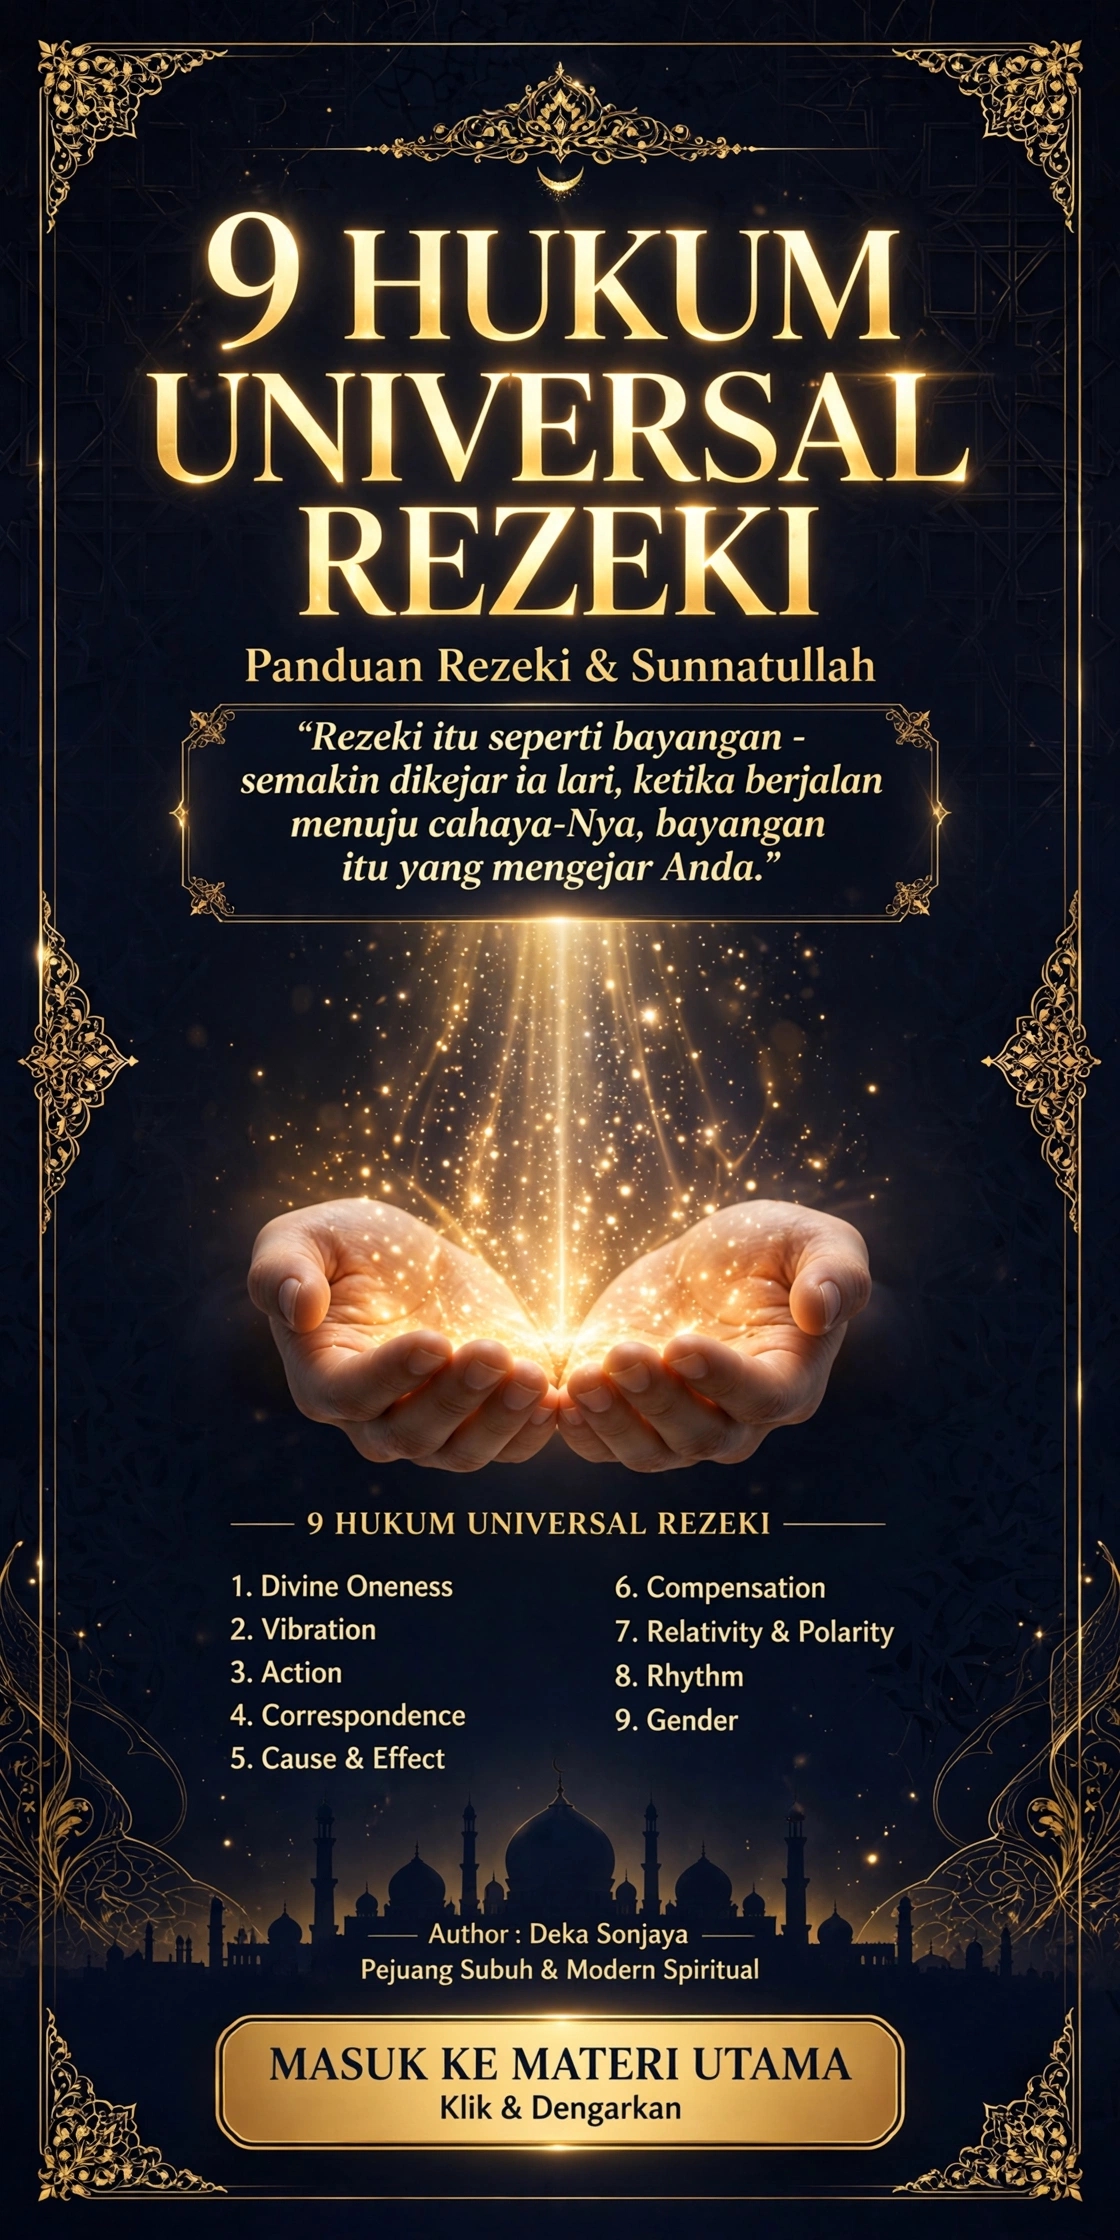 9 HUKUM
UNIVERSAL
REZEKI
Panduan Rezeki & Sunnatullah
“Rezeki itu seperti bayangan -
semakin dikejar ia lari, ketika berjalan
menuju cahaya-Nya, bayangan
itu yang mengejar Anda.”
9 HUKUM UNIVERSAL REZEKI
1. Divine Oneness
2. Vibration
3. Action
4. Correspondence
5. Cause & Effect
6. Compensation
7. Relativity & Polarity
8. Rhythm
9. Gender
Author : Deka Sonjaya
Pejuang Subuh & Modern Spiritual
MASUK KE MATERI UTAMA
Klik & Dengarkan